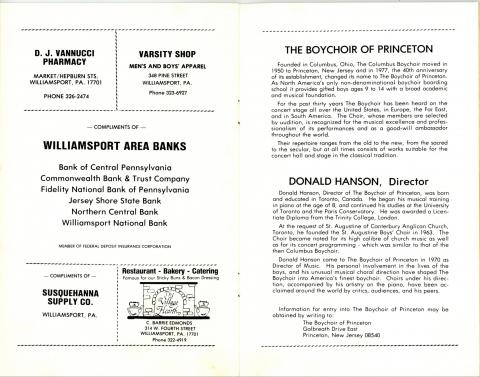 D. J. VANNUCCI
PHARMACY
MARKET/HEPBURN STS.
WILLIAMSPORT, PA. 17701
PHONE 326-2474
VARSITY SHOP
MEN'S AND BOYS' APPAREL
348 PINE STREET
WILLIAMSPORT, PA.
Phone 323-6927
— COMPLIMENTS OF —
WILLIAMSPORT AREA BANKS
Bank of Central Pennsylvania
Commonwealth Bank & Trust Company
Fidelity National Bank of Pennsylvania
Jersey Shore State Bank
Northern Central Bank
Williamsport National Bank
MEMBER OF FEDERAL DEPOSIT INSURANCE CORPORATION
— COMPLIMENTS OF —
SUSQUEHANNA
SUPPLY CO.
WILLIAMSPORT, PA.
Restaurant - Bakery - Catering
Famous for our Sticky Buns & Bacon Dressing
The Village Hearth
C. BARRIE EDMONDS
314 W. FOURTH STREET
WILLIAMSPORT, PA. 17701
Phone 322-4919
THE BOYCHOIR OF PRINCETON
Founded in Columbus, Ohio, The Columbus Boychoir moved in
1950 to Princeton, New Jersey and in 1977, the 40th anniversary
of its establishment, changed its name to The Boychoir of Princeton.
As North America's only non-denominational boychoir boarding
school it provides gifted boys ages 9 to 14 with a broad academic
and musical foundation.
For the past thirty years The Boychoir has been heard on the
concert stage all over the United States, in Europe, the Far East,
and in South America. The Choir, whose members are selected
by audition, is recognized for the musical excellence and profes-
sionalism of its performances and as a good-will ambassador
throughout the world.
Their repertoire ranges from the old to the new, from the sacred
to the secular, but at all times consists of works suitable for the
concert hall and stage in the classical tradition.
DONALD HANSON, Director
Donald Hanson, Director of The Boychoir of Princeton, was born
and educated in Toronto, Canada. He began his musical training
in piano at the age of 8, and continued his studies at the University
of Toronto and the Paris Conservatory. He was awarded a Licen-
tiate Diploma from the Trinity College, London.
At the request of St. Augustine of Canterbury Anglican Church,
Toronto, he founded the St. Augustine Boys' Choir in 1963. The
Choir became noted for its high calibre of church music as well
as for its concert programming - which was similar to that of the
then Columbus Boychoir.
Donald Hanson came to The Boychoir of Princeton in 1970 as
Director of Music. His personal involvement in the lives of the
boys, and his unusual musical choral direction have shaped The
Boychoir into America's finest boychoir. Choirs under his direc-
tion, accompanied by his artistry on the piano, have been ac-
claimed around the world by critics, audiences, and his peers.
Information for entry into The Boychoir of Princeton may be
obtained by writing to:
The Boychoir of Princeton
Galbreath Drive East
Princeton, New Jersey 08540